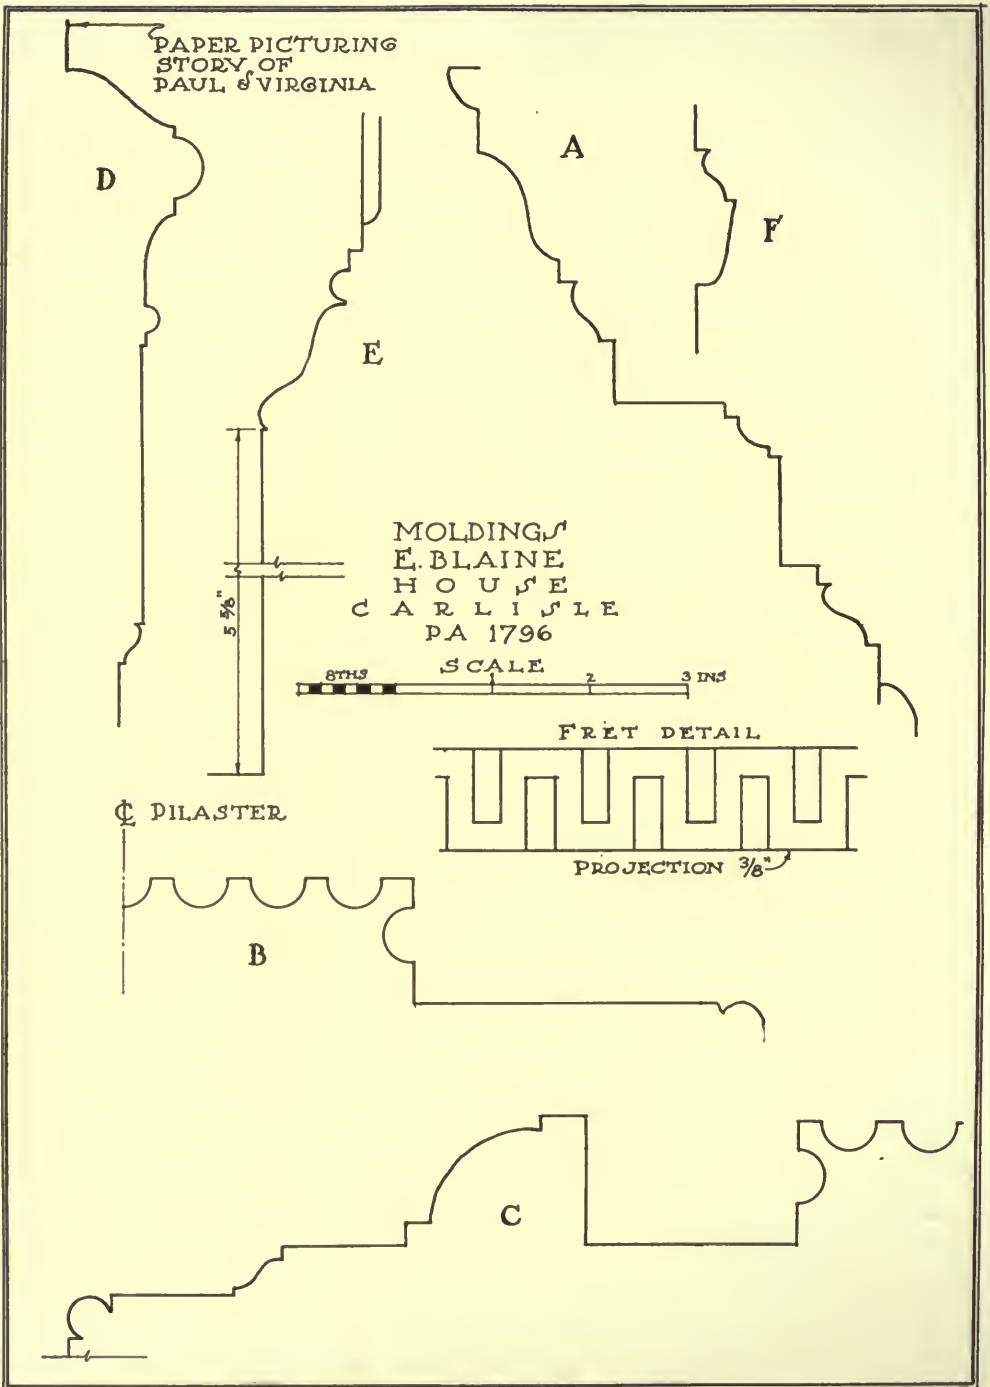 PAPER PICTURING
STORY OF
PAUL & VIRGINIA
D
A
F
E
MOLDINGS
E. BLAINE
HOUSE
CARLISLE
PA 1796
SCALE
8THS 1 2 3 INS
5 5/8"
FRET DETAIL
PROJECTION 3/8"
℄ PILASTER
B
C